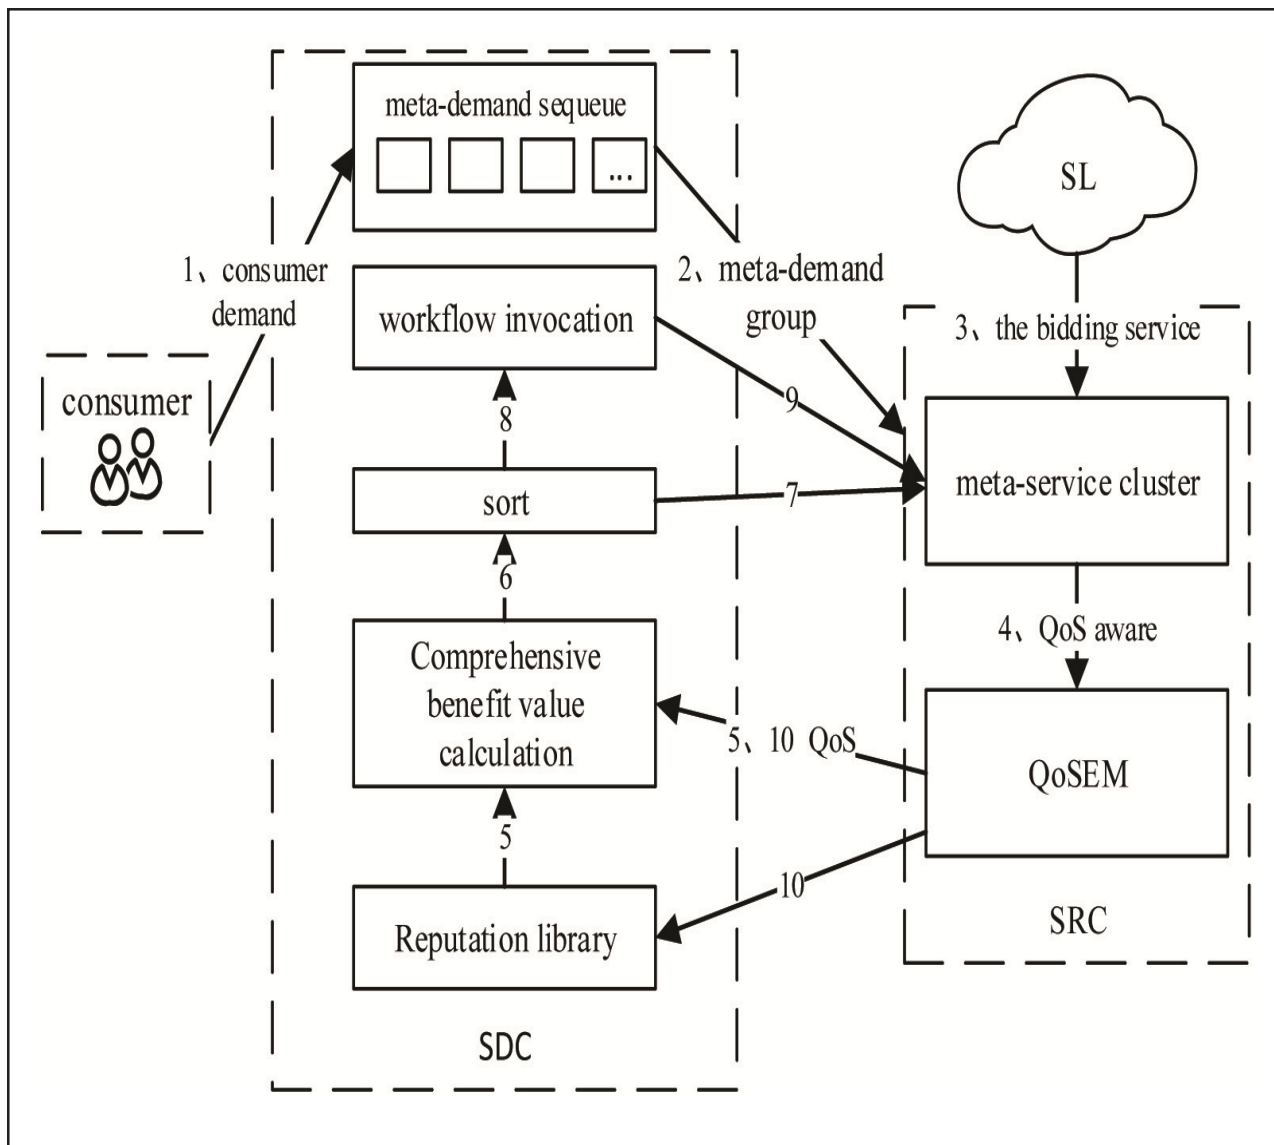 meta-demand sequeue
...
SL
1、consumer
demand
2、meta-demand
group
workflow invocation
3、the bidding service
consumer
8
9
meta-service cluster
sort
7
6
4、QoS aware
Comprehensive
benefit value
calculation
5、10 QoS
QoSEM
5
10
Reputation library
SRC
SDC